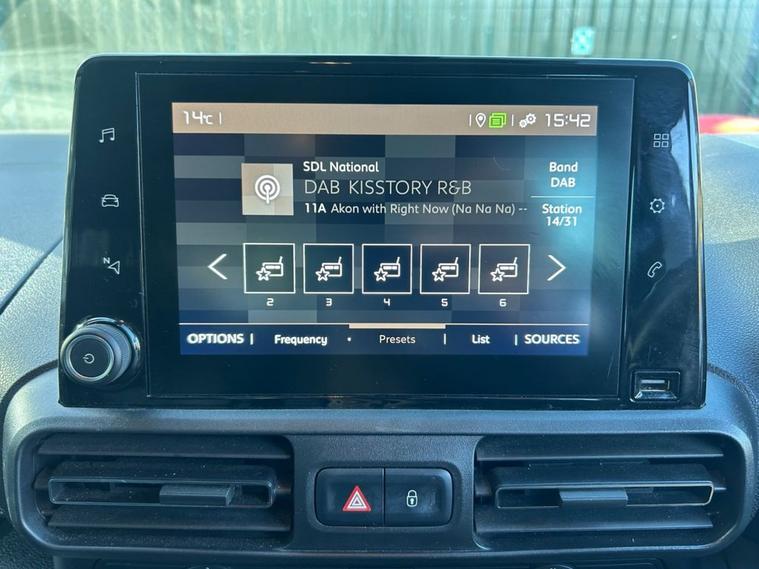 14°C
15:42
SDL National
DAB KISSTORY R&B
11A Akon with Right Now (Na Na Na) --
Band
DAB
Station
14/31
2 3 4 5 6
OPTIONS Frequency Presets List SOURCES
N